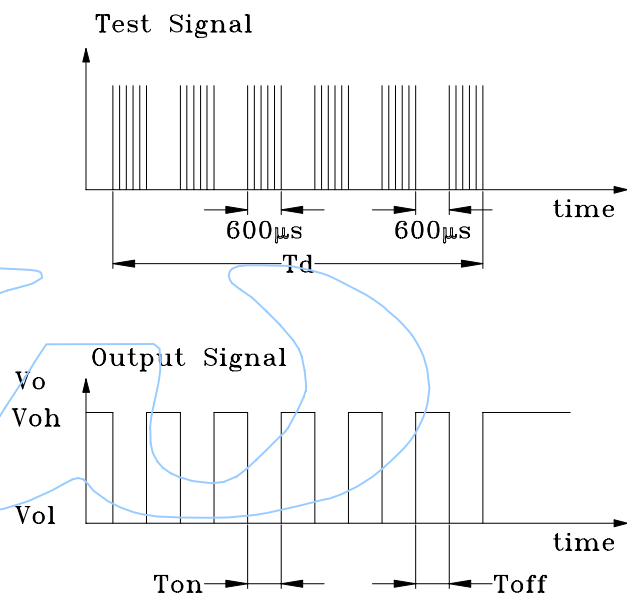 Test Signal
time
600μs 600μs
Td
Output Signal
Vo
Voh
Vol
time
Ton Toff